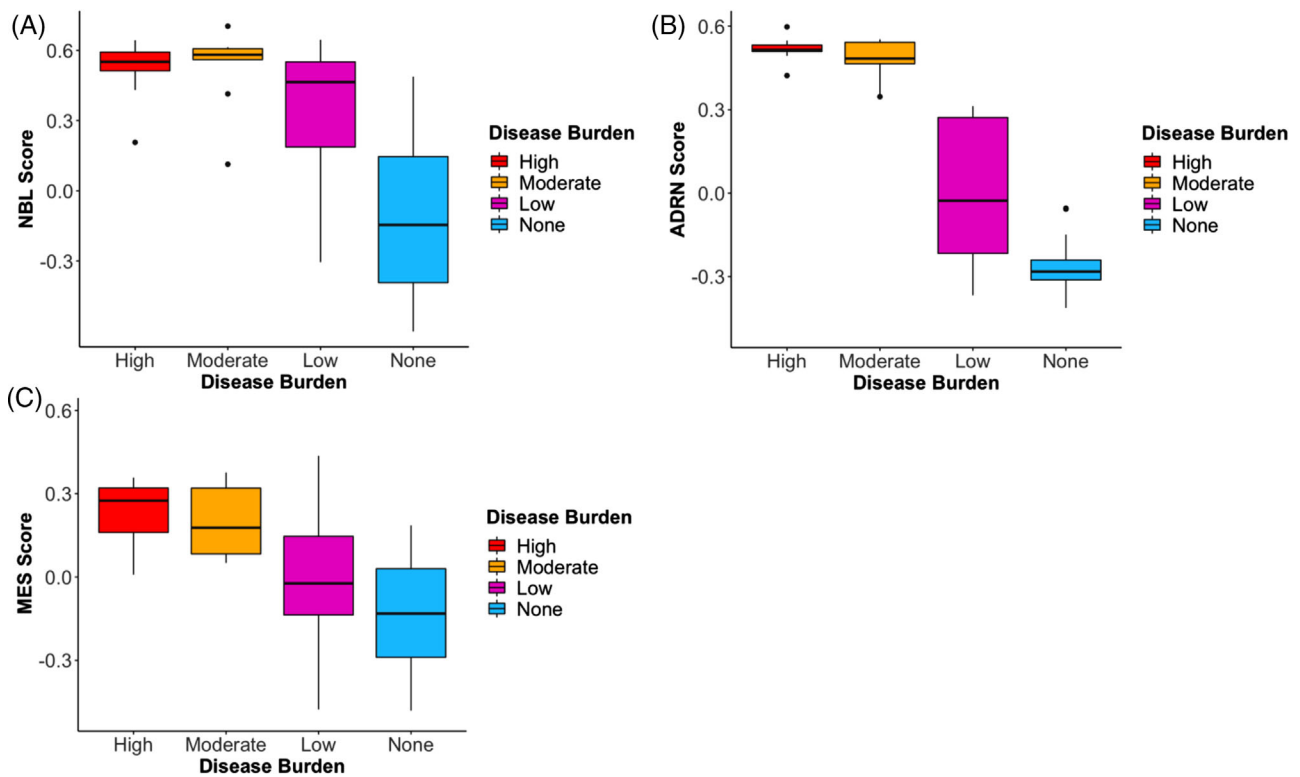 (A)
NBL Score
0.6
0.3
0.0
-0.3
High Moderate Low None
Disease Burden
Disease Burden
High
Moderate
Low
None
(B)
ADRN Score
0.6
0.3
0.0
-0.3
High Moderate Low None
Disease Burden
Disease Burden
High
Moderate
Low
None
(C)
MES Score
0.6
0.3
0.0
-0.3
High Moderate Low None
Disease Burden
Disease Burden
High
Moderate
Low
None